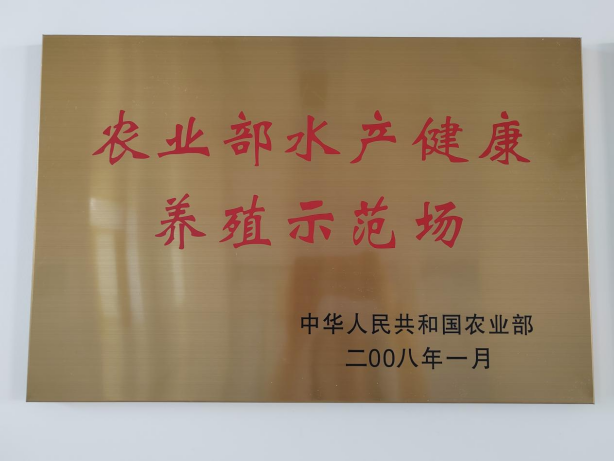 农业部水产健康
养殖示范场
中华人民共和国农业部
二00八年一月